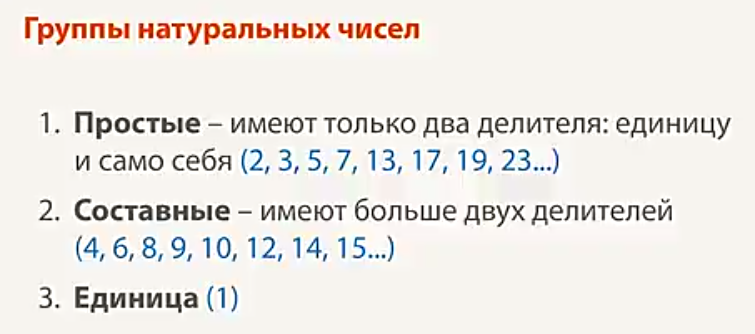 Группы натуральных чисел
1. Простые – имеют только два делителя: единицу
и само себя (2, 3, 5, 7, 13, 17, 19, 23...)
2. Составные – имеют больше двух делителей
(4, 6, 8, 9, 10, 12, 14, 15...)
3. Единица (1)